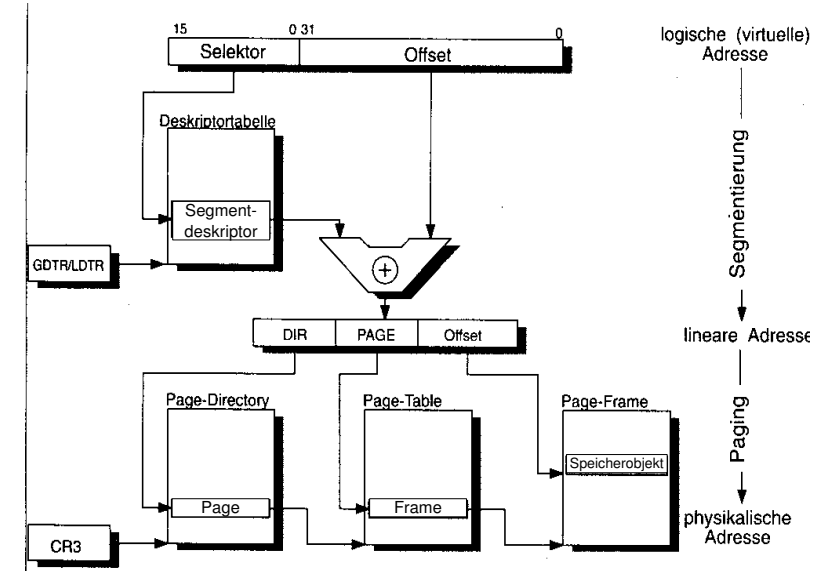 15 0 31 0
logische (virtuelle)
Adresse
Selektor Offset
Deskriptortabelle
Segmentierung
Segment-
deskriptor
GDTR/LDTR
+
DIR PAGE Offset
lineare Adresse
Page-Directory Page-Table Page-Frame
Paging
Speicherobjekt
Page Frame
physikalische
Adresse
CR3